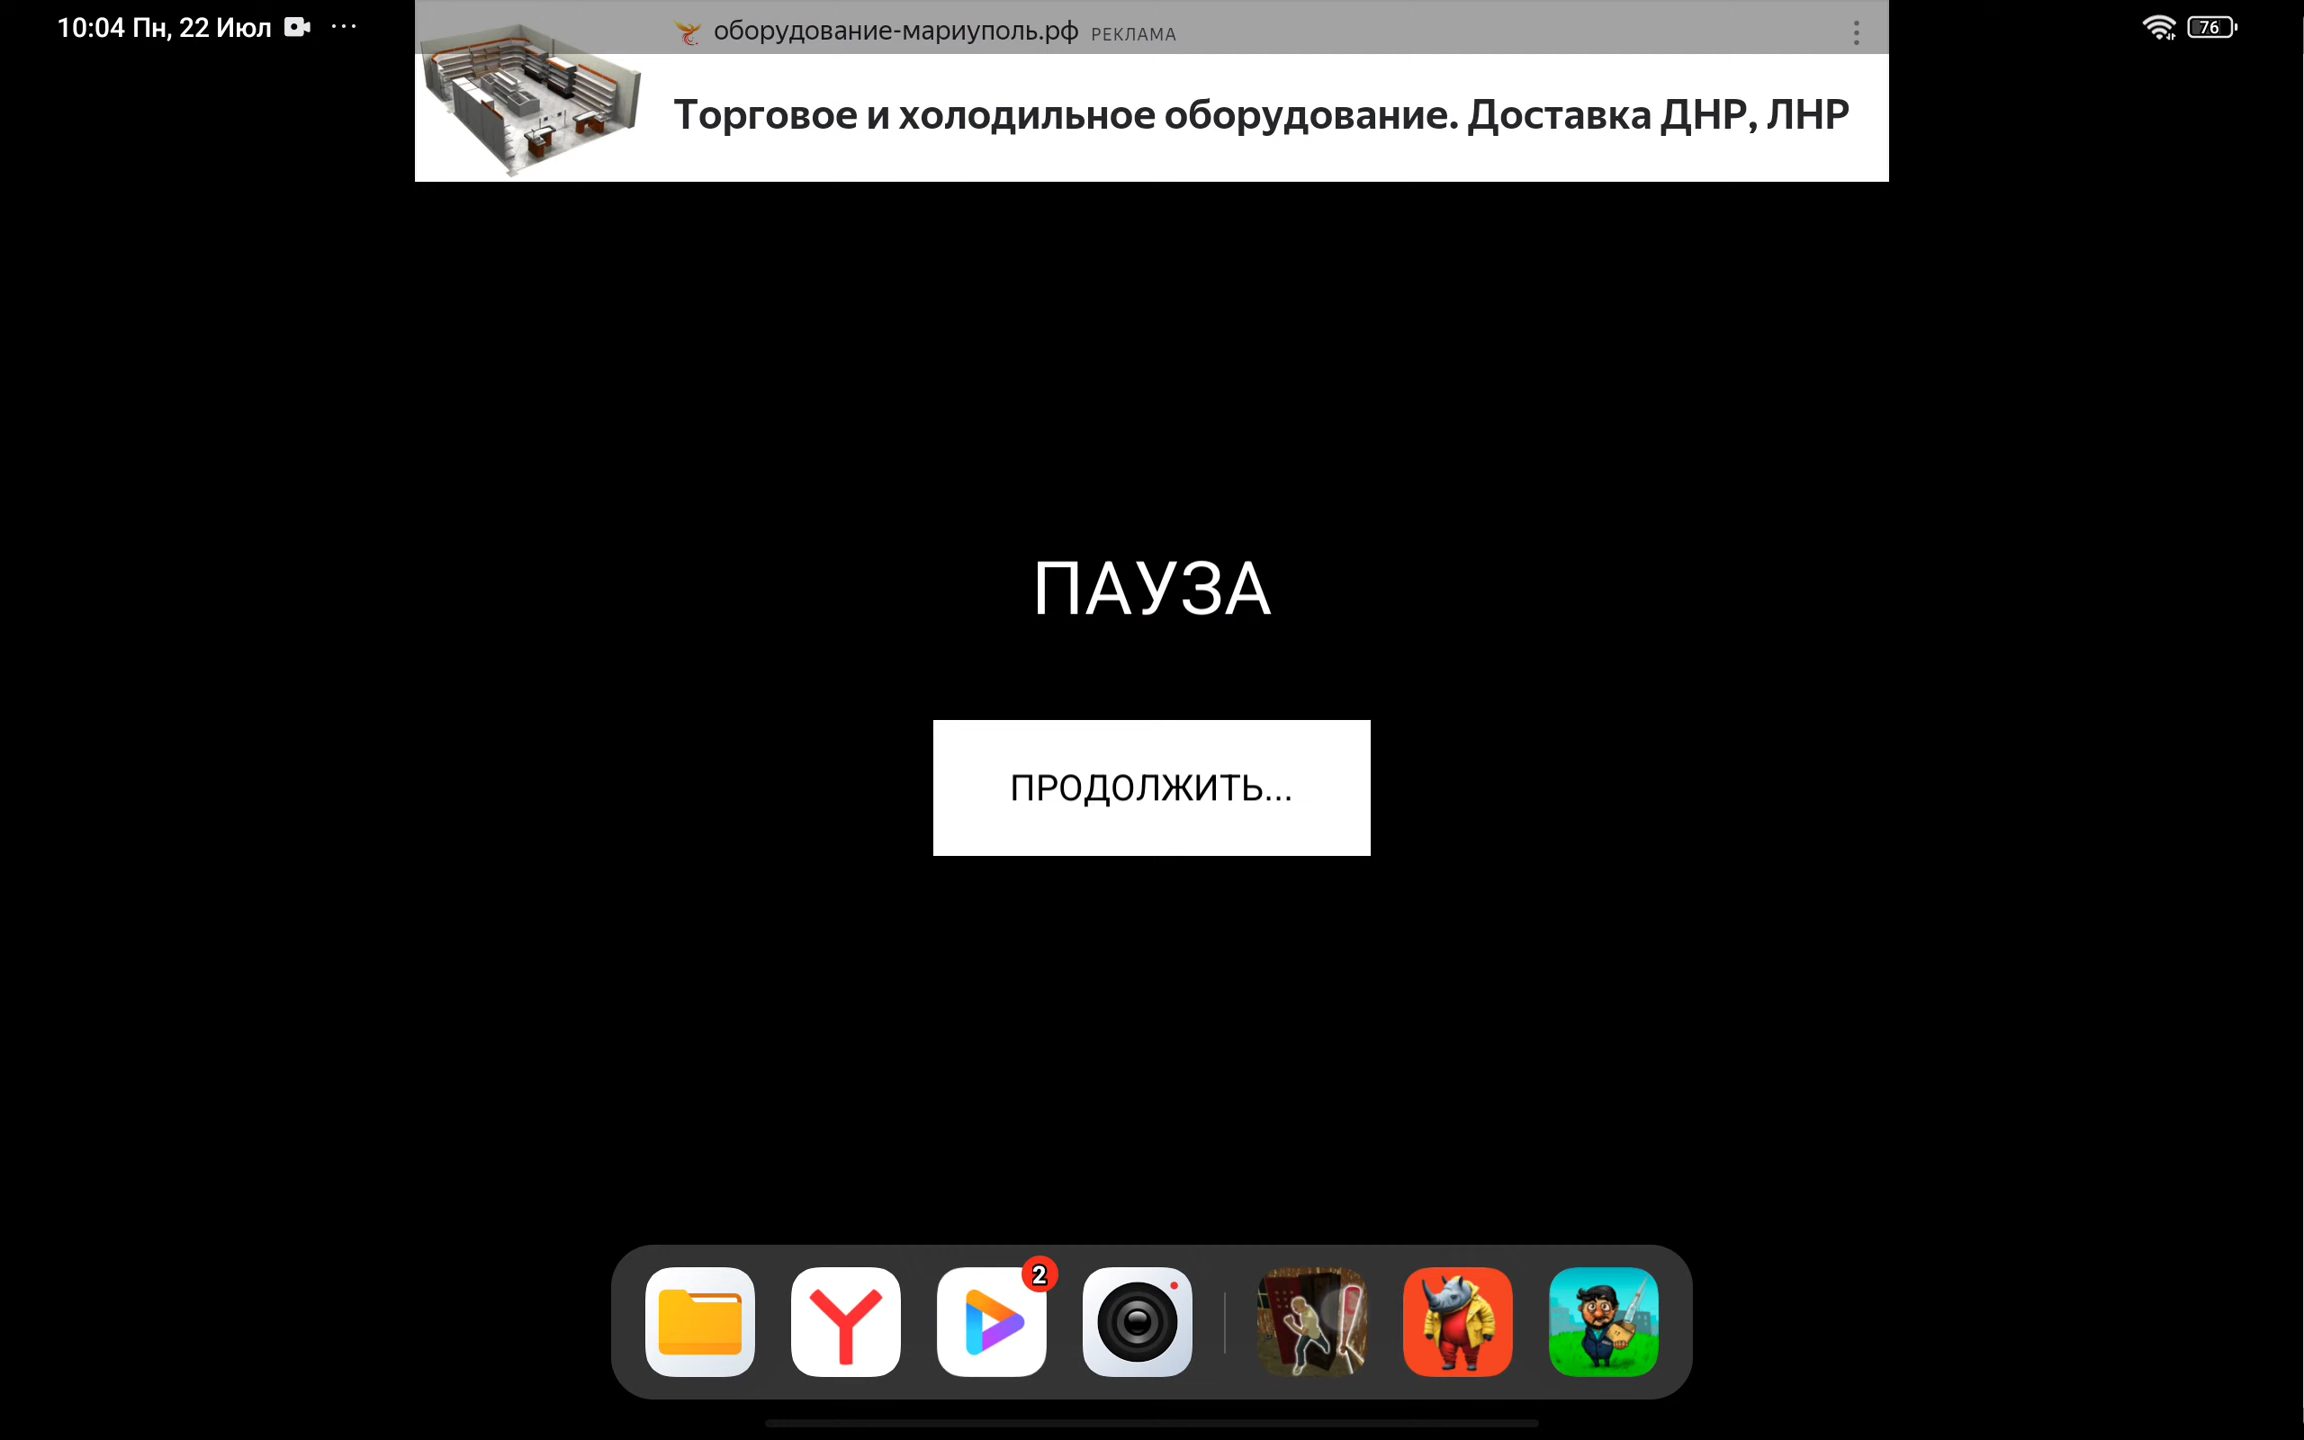 10:04 Пн, 22 Июл ···
оборудование-мариуполь.рф РЕКЛАМА
76
Торговое и холодильное оборудование. Доставка ДНР, ЛНР
ПАУЗА
ПРОДОЛЖИТЬ...
2